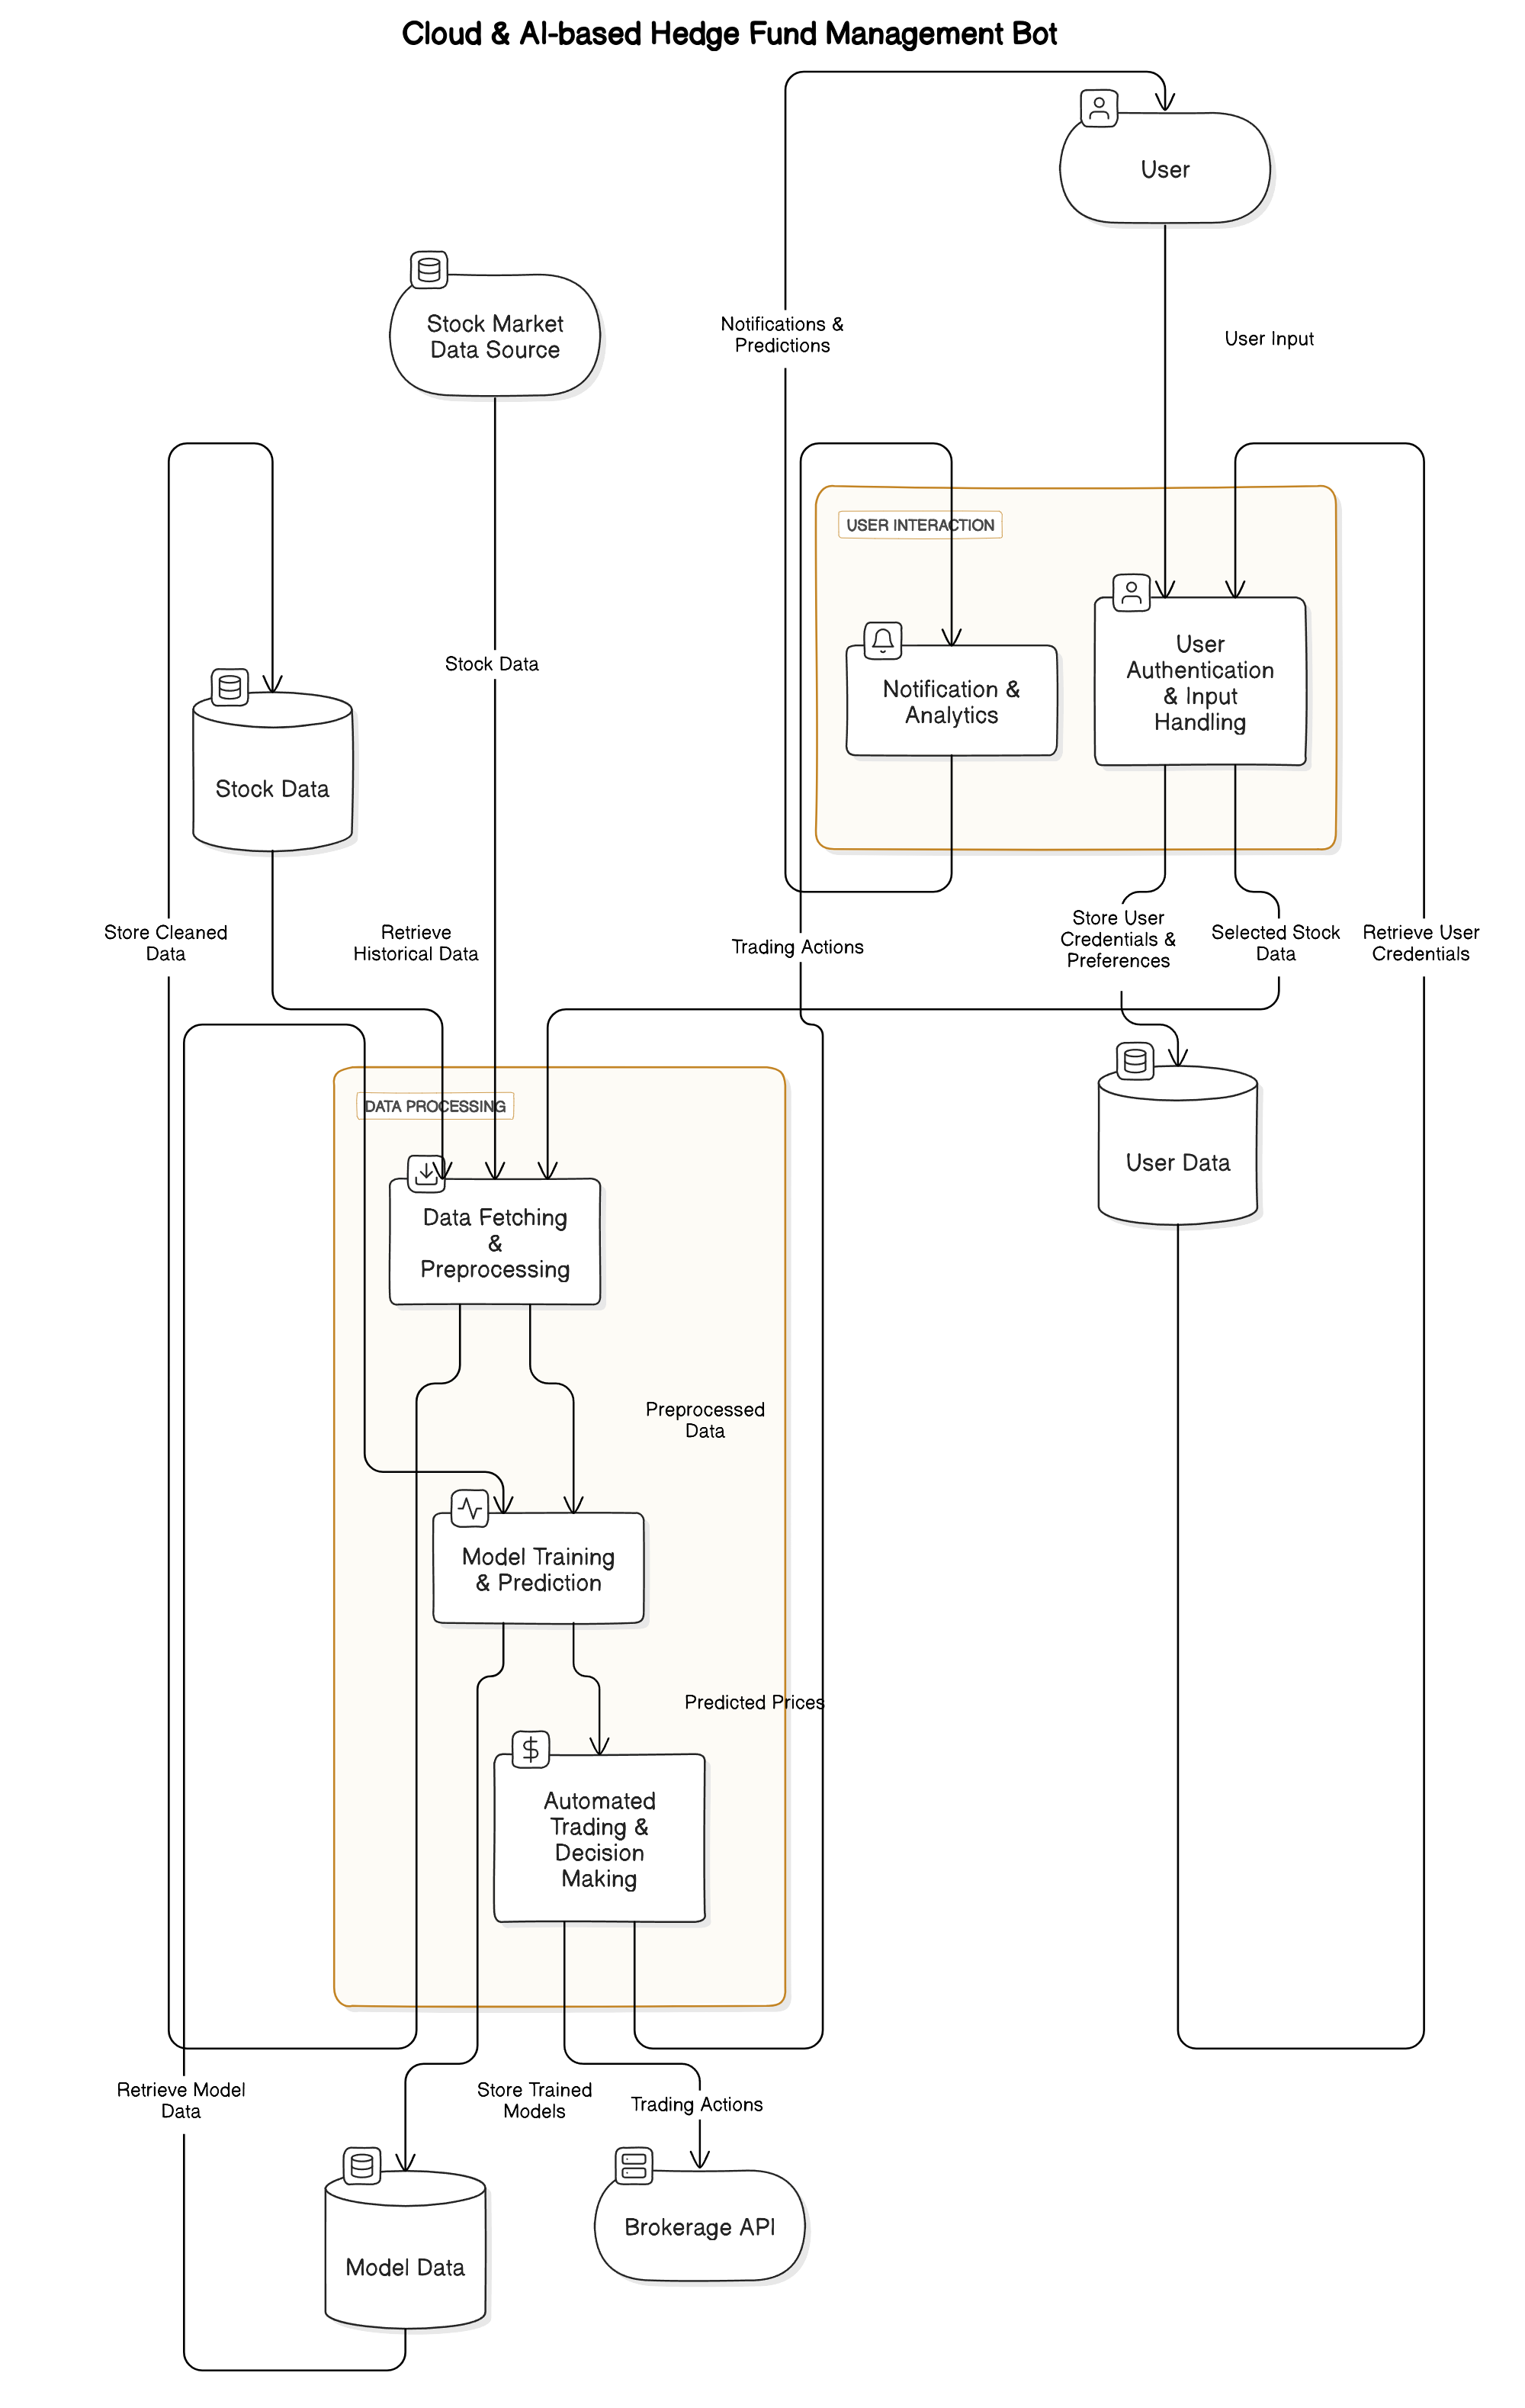 Cloud & AI-based Hedge Fund Management Bot
User
Stock Market
Data Source
Notifications &
Predictions
User Input
USER INTERACTION
User
Authentication
& Input
Handling
Notification &
Analytics
Stock Data
Stock Data
Store Cleaned
Data
Retrieve
Historical Data
Trading Actions
Store User
Credentials &
Preferences
Selected Stock
Data
Retrieve User
Credentials
DATA PROCESSING
User Data
Data Fetching
&
Preprocessing
Preprocessed
Data
Model Training
& Prediction
Predicted Prices
Automated
Trading &
Decision
Making
Retrieve Model
Data
Store Trained
Models
Trading Actions
Brokerage API
Model Data